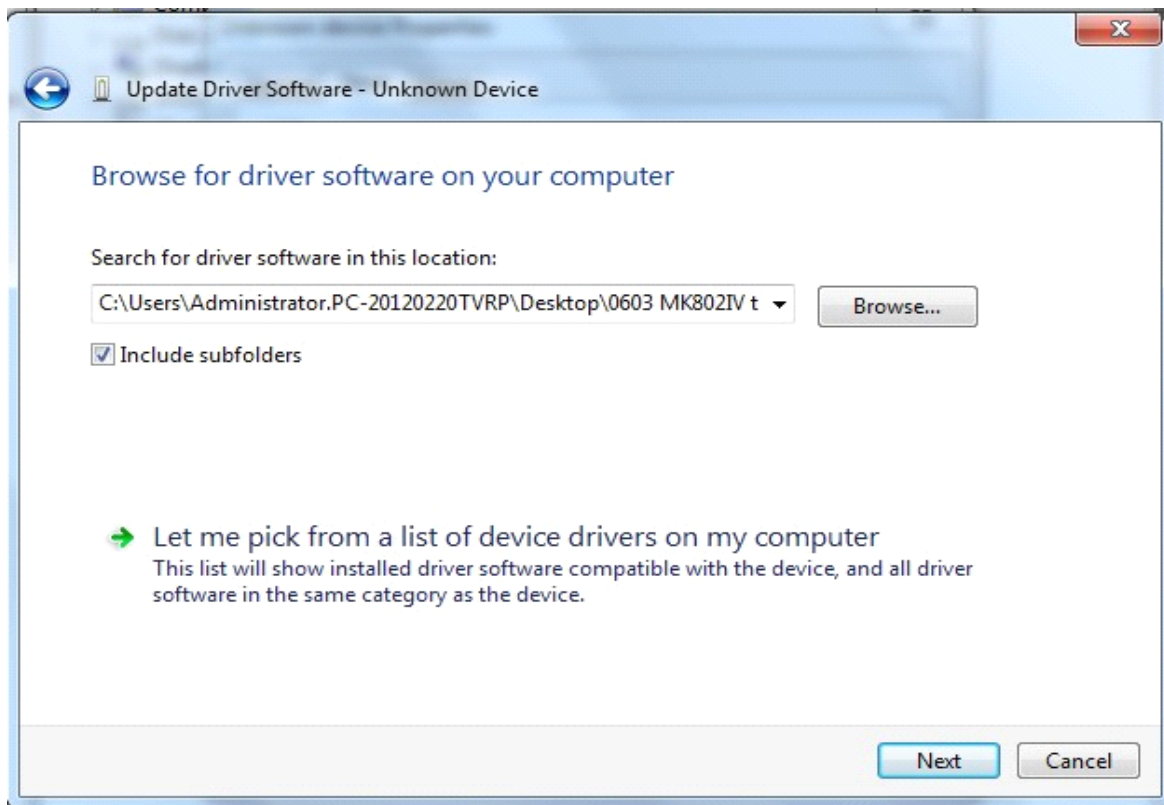 Update Driver Software - Unknown Device
Browse for driver software on your computer
Search for driver software in this location:
C:\Users\Administrator.PC-20120220TVRP\Desktop\0603 MK802IV t
Browse...
Include subfolders
Let me pick from a list of device drivers on my computer
This list will show installed driver software compatible with the device, and all driver
software in the same category as the device.
Next
Cancel